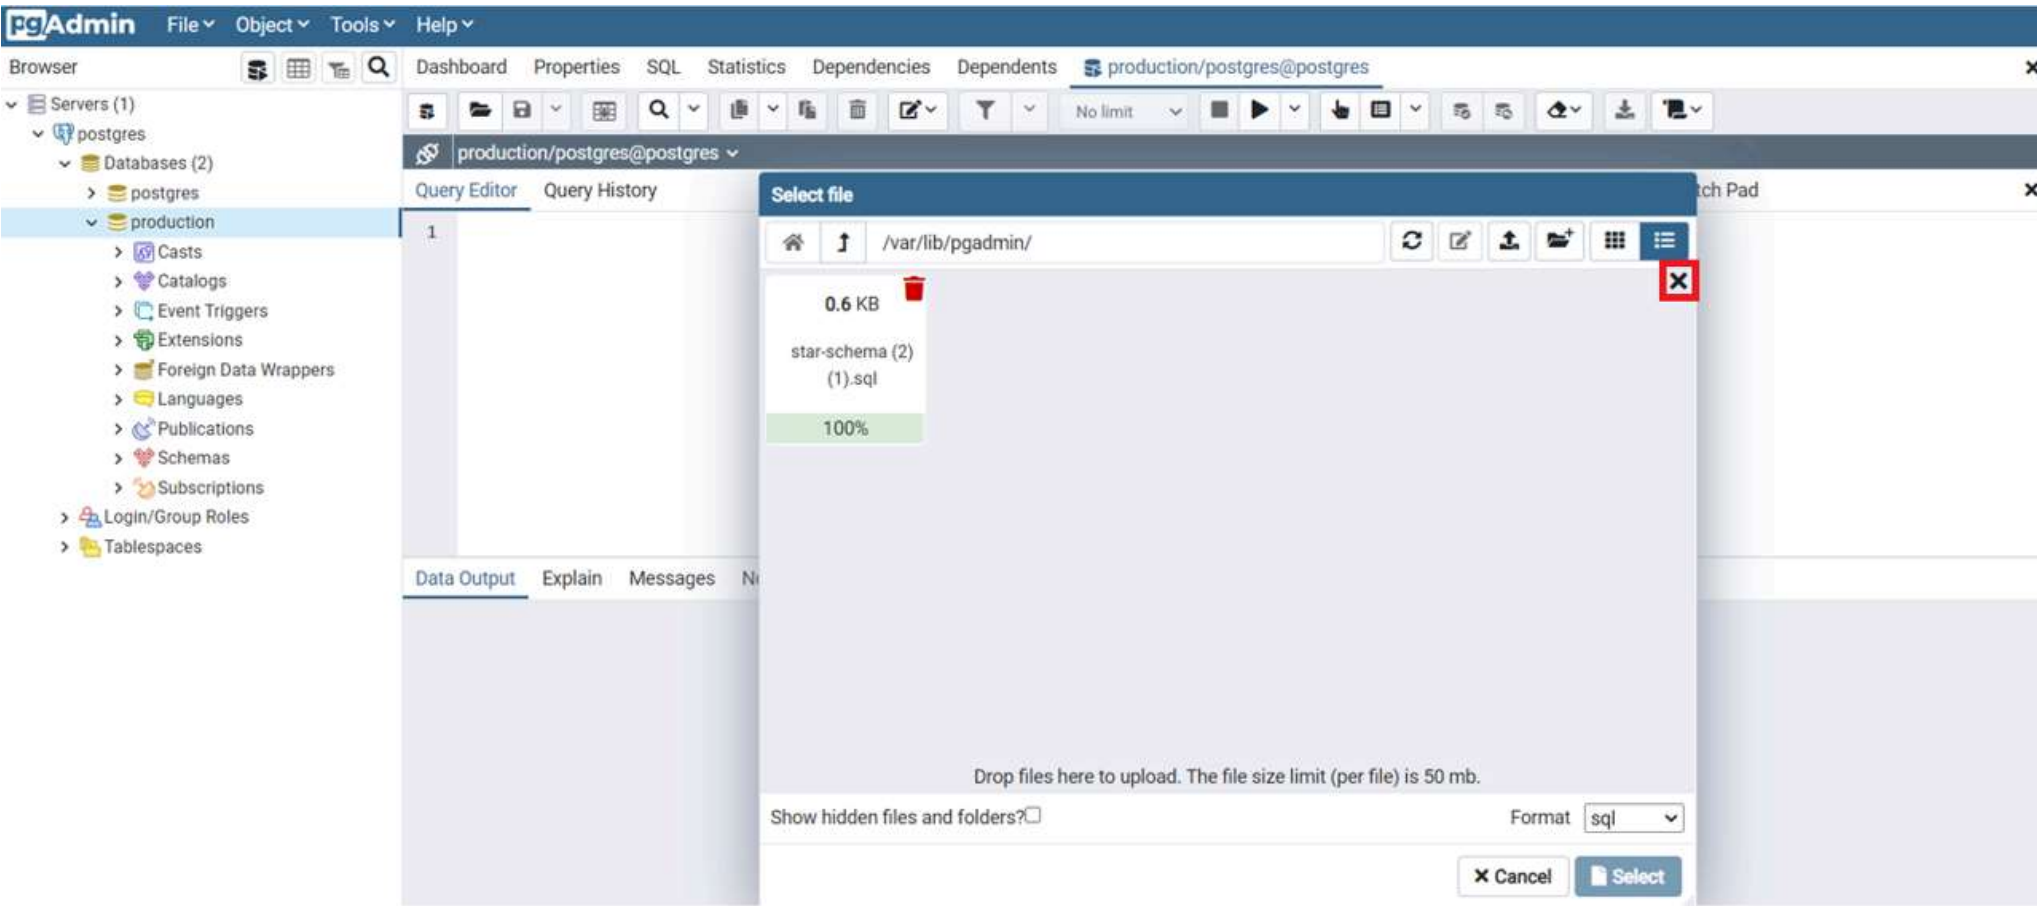 pgAdmin File Object Tools Help
Browser
Dashboard Properties SQL Statistics Dependencies Dependents production/postgres@postgres
Servers (1)
postgres
Databases (2)
postgres
production
Casts
Catalogs
Event Triggers
Extensions
Foreign Data Wrappers
Languages
Publications
Schemas
Subscriptions
Login/Group Roles
Tablespaces
No limit
production/postgres@postgres
Query Editor Query History
tch Pad
1
Data Output Explain Messages
Select file
/var/lib/pgadmin/
0.6 KB
star-schema (2)
(1).sql
100%
Drop files here to upload. The file size limit (per file) is 50 mb.
Show hidden files and folders?
Format sql
Cancel Select